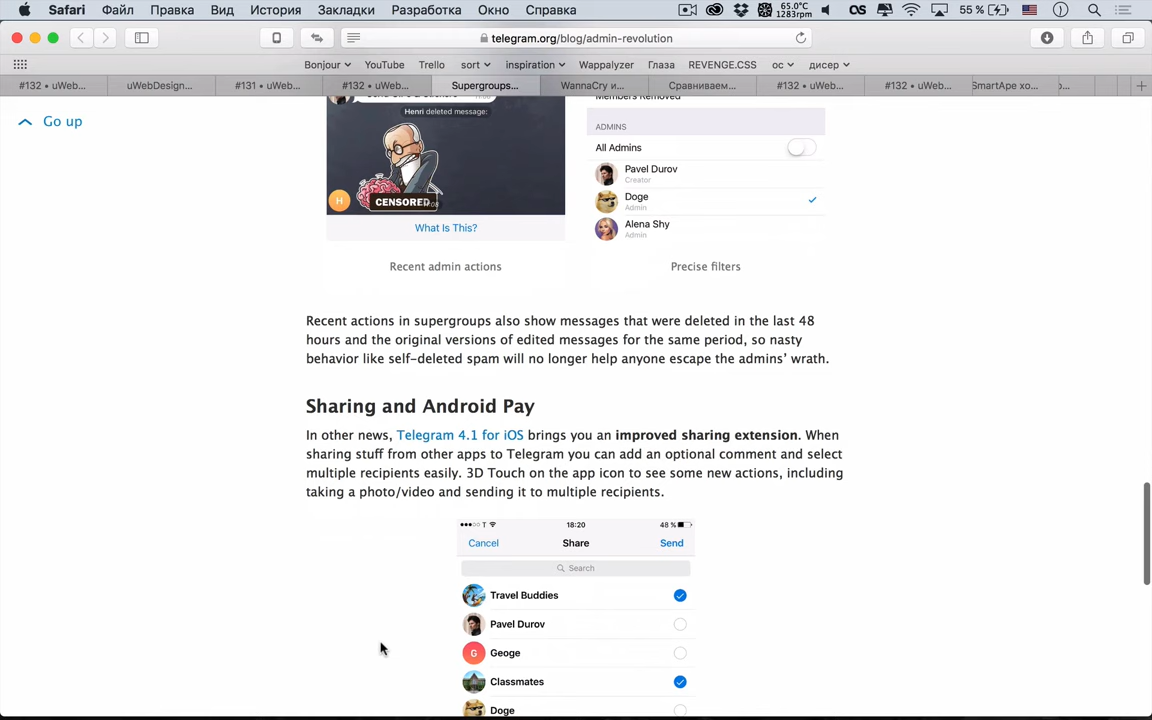 Safari Файл Правка Вид История Закладки Разработка Окно Справка 65.0°C 1283rpm OS 55 %
telegram.org/blog/admin-revolution
Bonjour YouTube Trello sort inspiration Wappalyzer Глаза REVENGE.CSS ос дисер
#132 • uWeb... uWebDesign... #131 • uWeb... #132 • uWeb... Supergroups... WannaCry и... Сравниваем... #132 • uWeb... #132 • uWeb... SmartApe хо...
Go up
Henri deleted message:
CENSORED
H
What Is This?
Recent admin actions
Members Removed
ADMINS
All Admins
Pavel Durov
Creator
Doge
Admin
Alena Shy
Admin
Precise filters
Recent actions in supergroups also show messages that were deleted in the last 48
hours and the original versions of edited messages for the same period, so nasty
behavior like self-deleted spam will no longer help anyone escape the admins’ wrath.
Sharing and Android Pay
In other news, Telegram 4.1 for iOS brings you an improved sharing extension. When
sharing stuff from other apps to Telegram you can add an optional comment and select
multiple recipients easily. 3D Touch on the app icon to see some new actions, including
taking a photo/video and sending it to multiple recipients.
T 18:20 48 %
Cancel Share Send
Search
Travel Buddies
Pavel Durov
G Geoge
Classmates
Doge